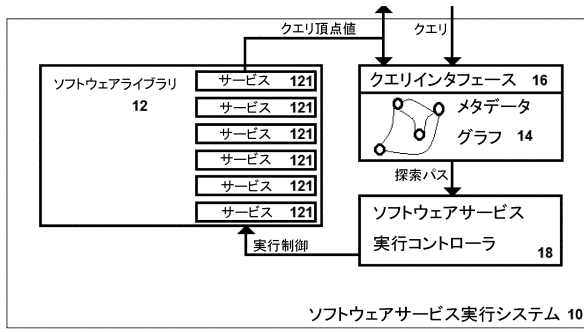 クエリ頂点値
クエリ
ソフトウェアライブラリ
12
サービス 121
サービス 121
サービス 121
サービス 121
サービス 121
サービス 121
クエリインタフェース 16
メタデータ
グラフ 14
探索パス
ソフトウェアサービス
実行コントローラ
18
実行制御
ソフトウェアサービス実行システム 10